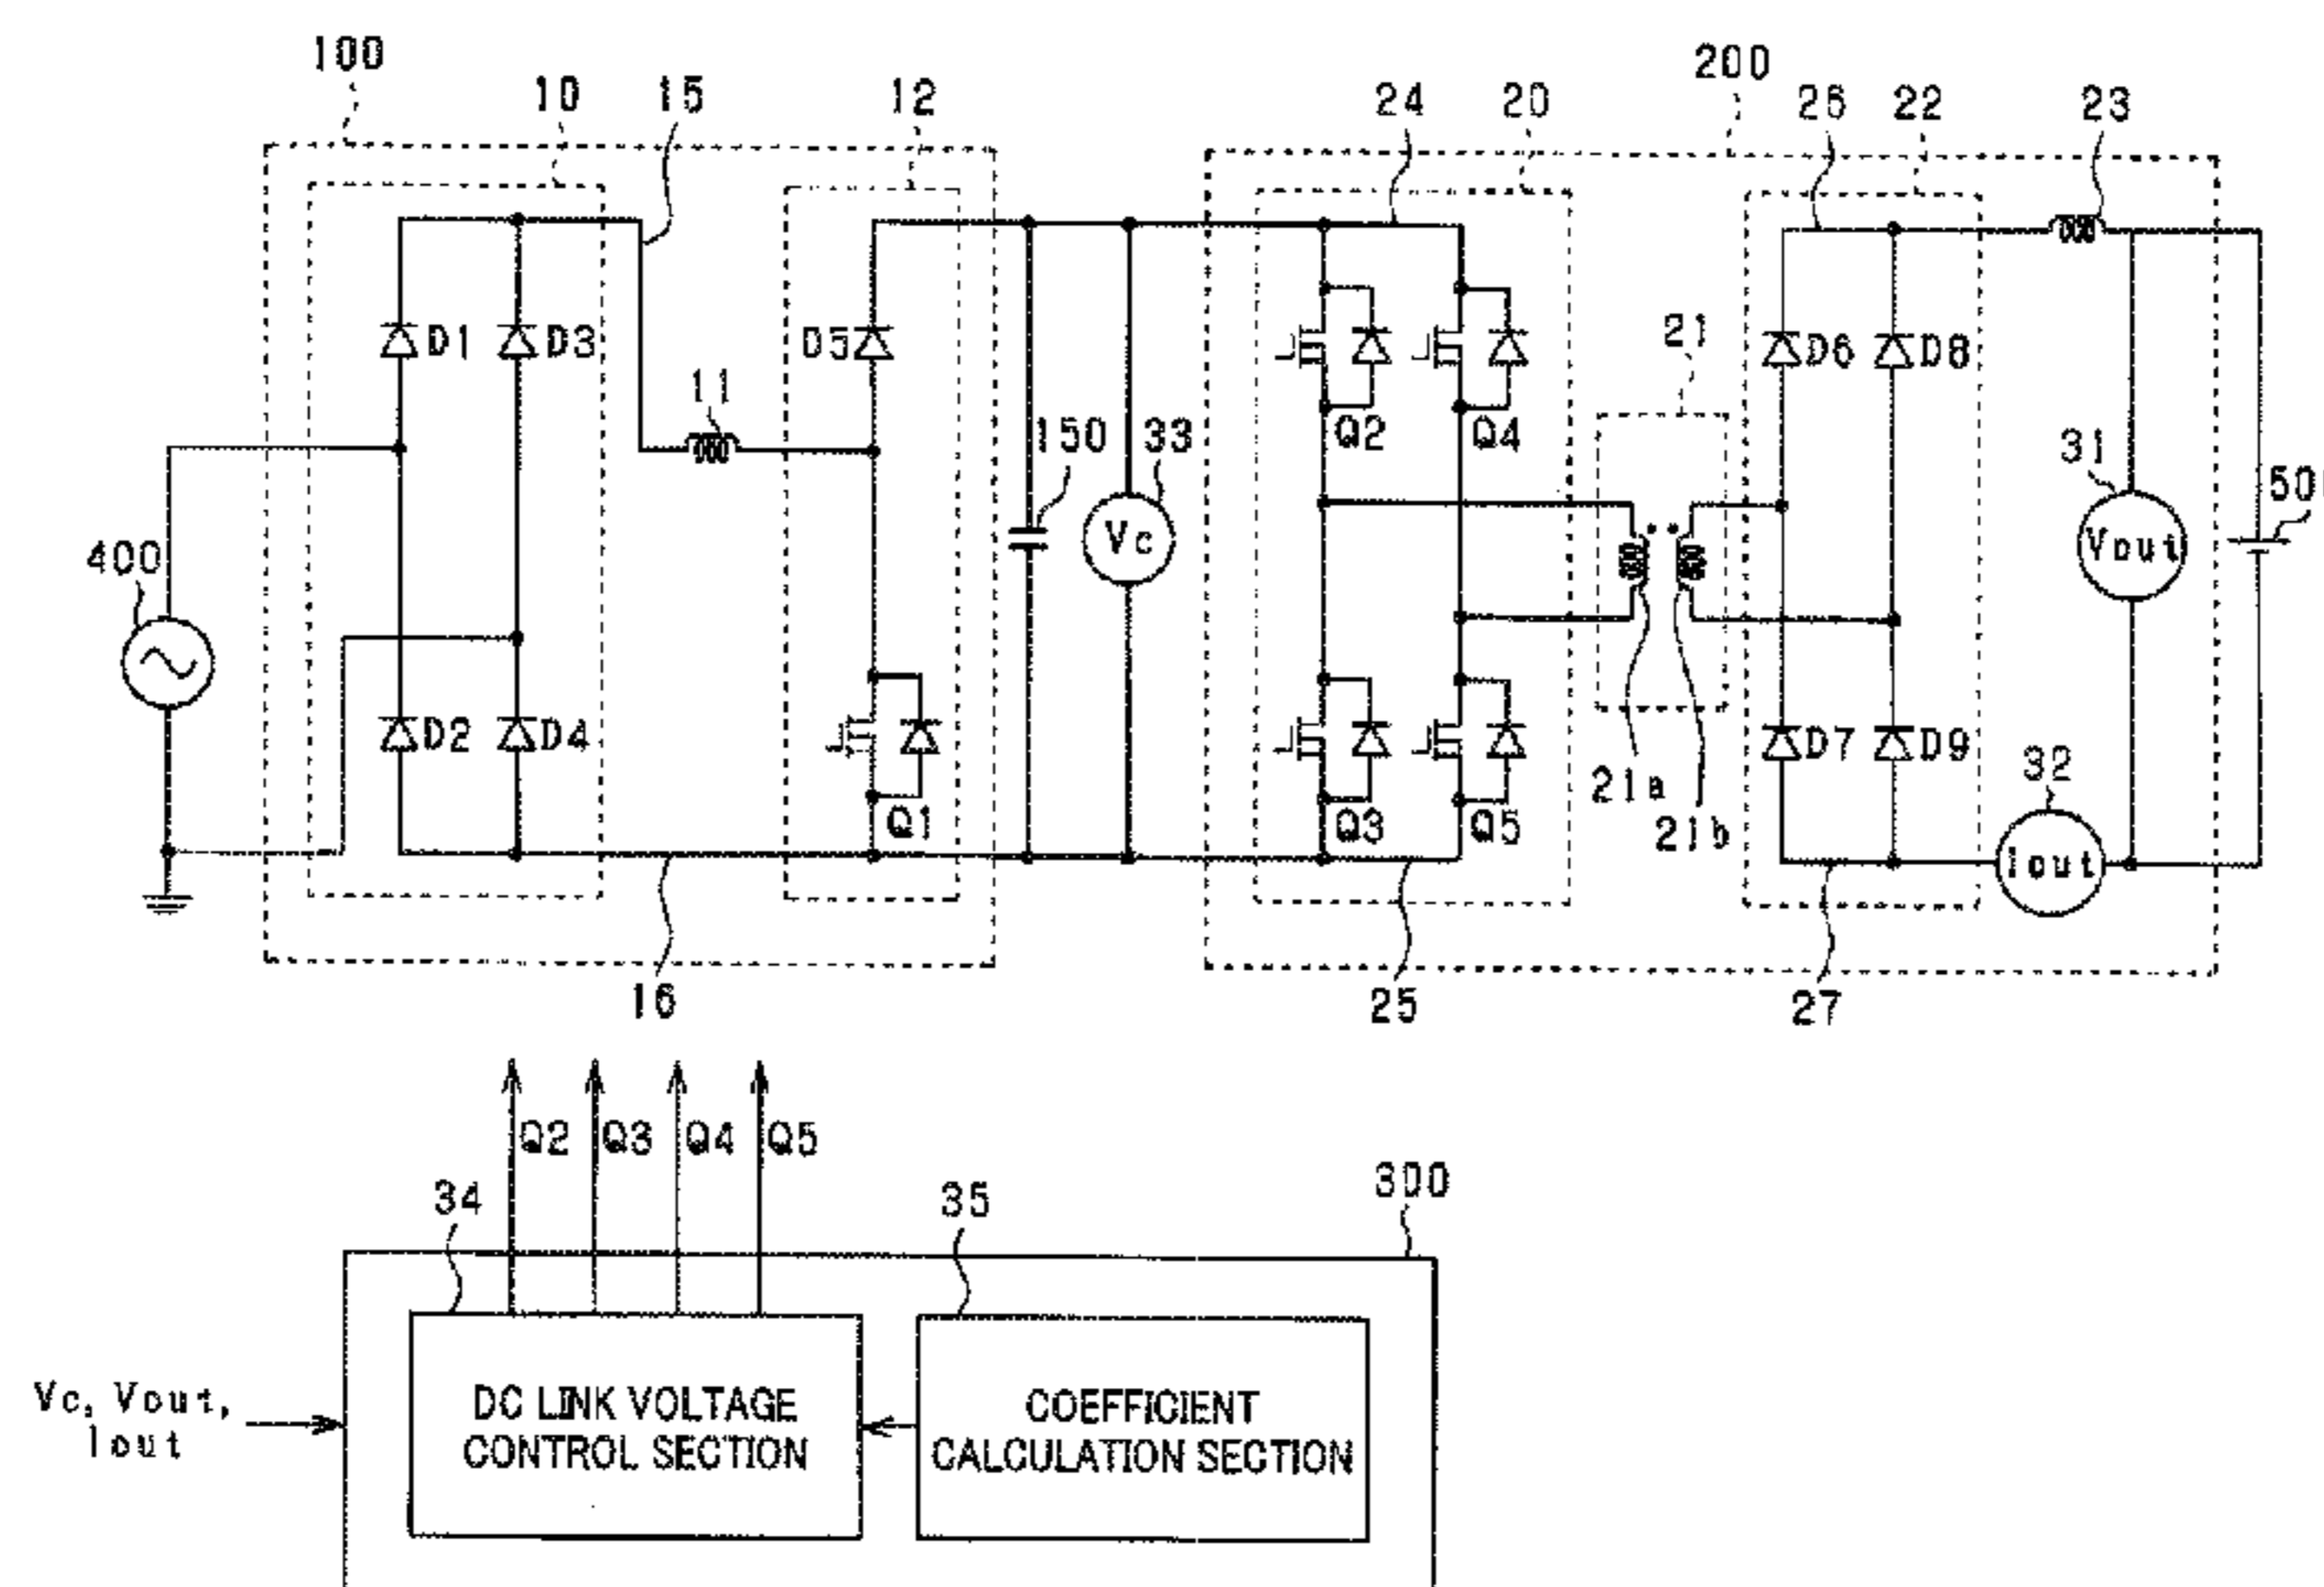 100
10
15
12
24
20
200
26
22
23
D1
D3
D5
11
150
33
Q2
Q4
21
D6
D8
31
50
400
Vc
Vout
D2
D4
Q1
Q3
Q5
21a
21b
D7
D9
32
Iout
16
25
27
Q2
Q3
Q4
Q5
34
35
300
Vc, Vout,
Iout
DC LINK VOLTAGE
CONTROL SECTION
COEFFICIENT
CALCULATION SECTION